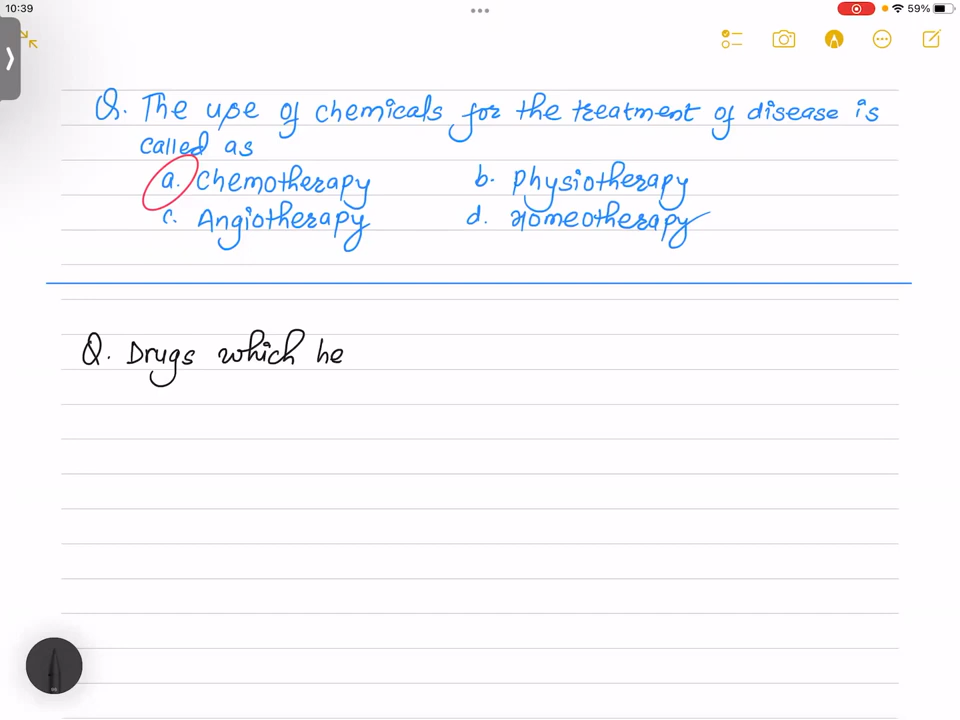 10:39
59%
Q. The use of chemicals for the treatment of disease is
called as
a. Chemotherapy b. Physiotherapy
c. Angiotherapy d. Homeotherapy
Q. Drugs which he